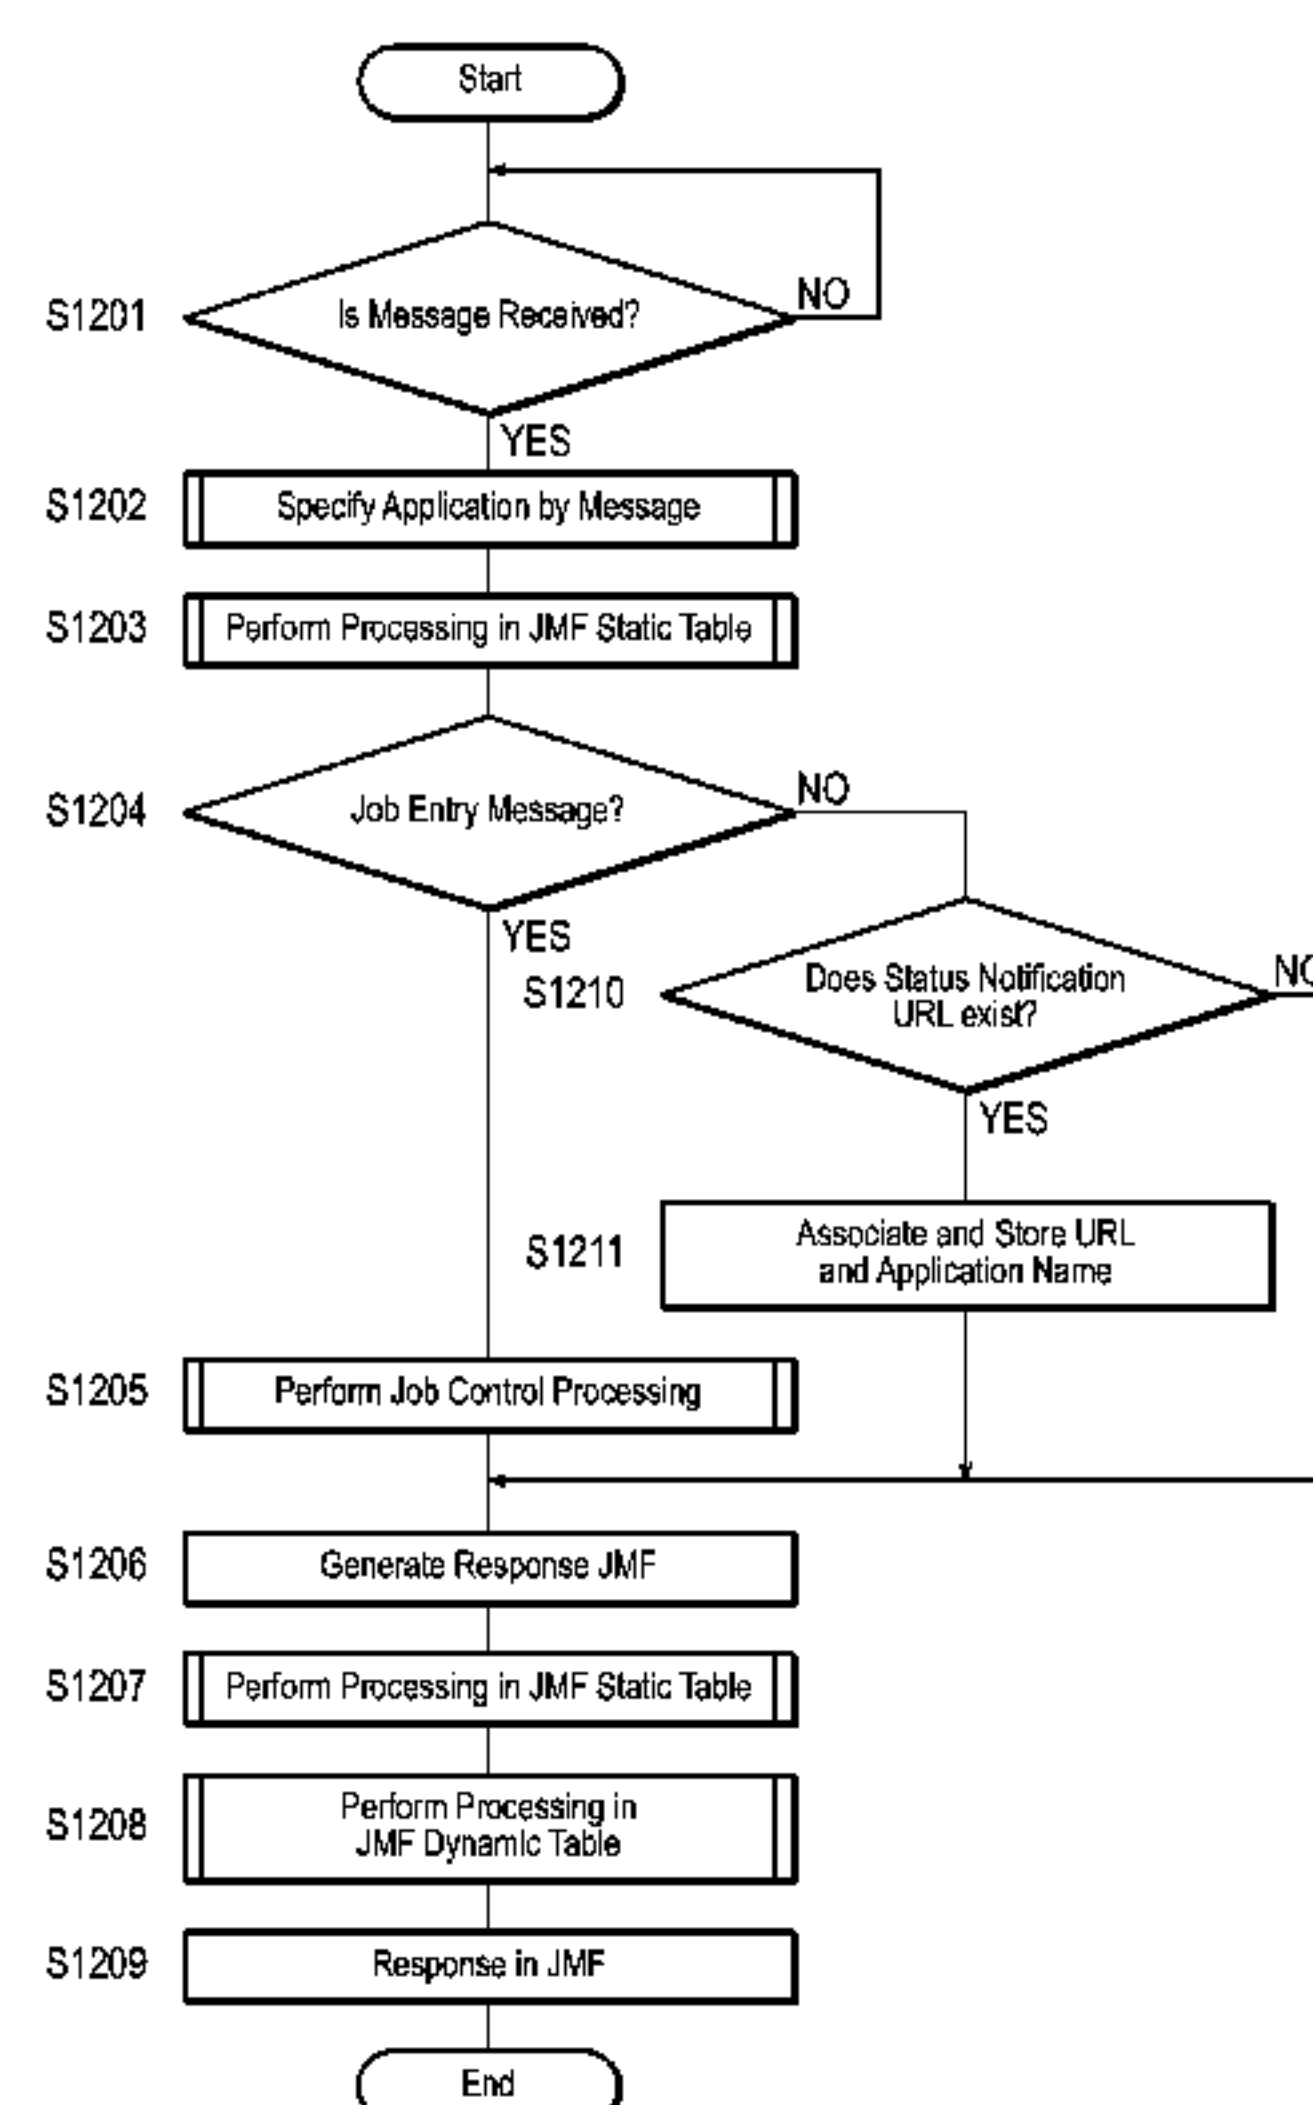 Start
S1201
Is Message Received?
NO
YES
S1202
Specify Application by Message
S1203
Perform Processing in JMF Static Table
S1204
Job Entry Message?
NO
YES
S1210
Does Status Notification
URL exist?
NO
YES
S1211
Associate and Store URL
and Application Name
S1205
Perform Job Control Processing
S1206
Generate Response JMF
S1207
Perform Processing in JMF Static Table
S1208
Perform Processing in
JMF Dynamic Table
S1209
Response in JMF
End